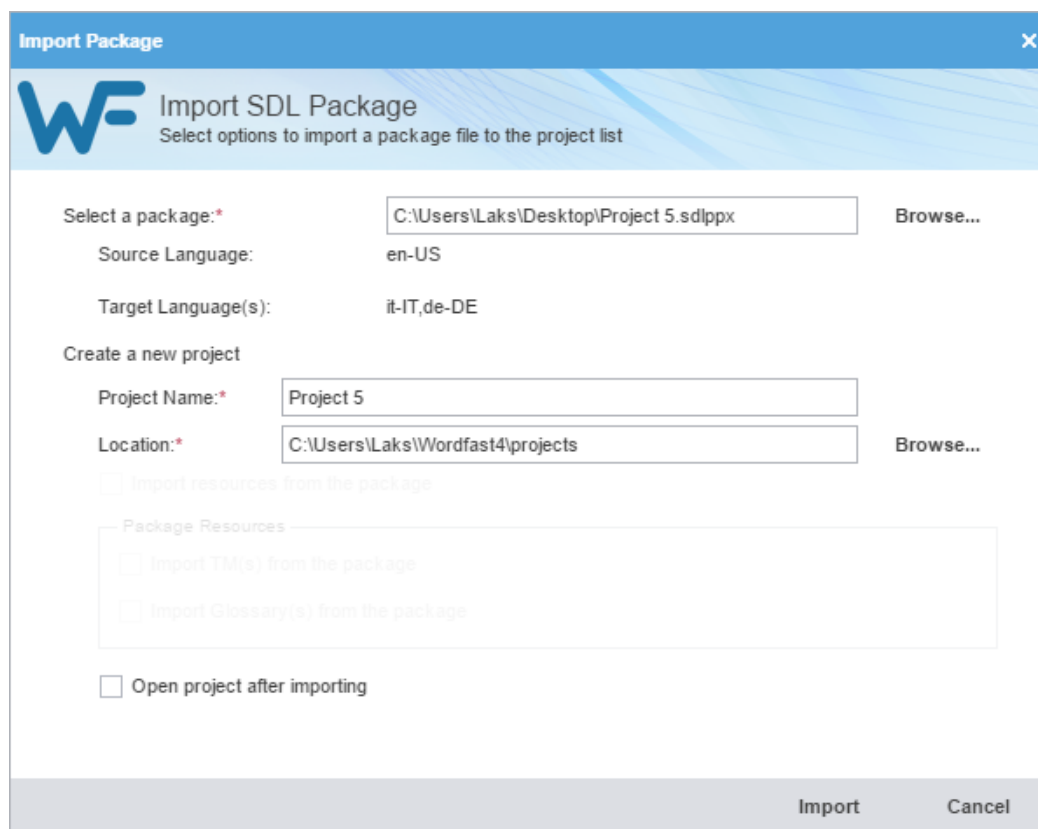 Import Package
WF
Import SDL Package
Select options to import a package file to the project list
Select a package:* C:\Users\Laks\Desktop\Project 5.sdlppx Browse...
Source Language: en-US
Target Language(s): it-IT,de-DE
Create a new project
Project Name:* Project 5
Location:* C:\Users\Laks\Wordfast4\projects Browse...
Import resources from the package
Package Resources
Import TM(s) from the package
Import Glossary(s) from the package
Open project after importing
Import Cancel